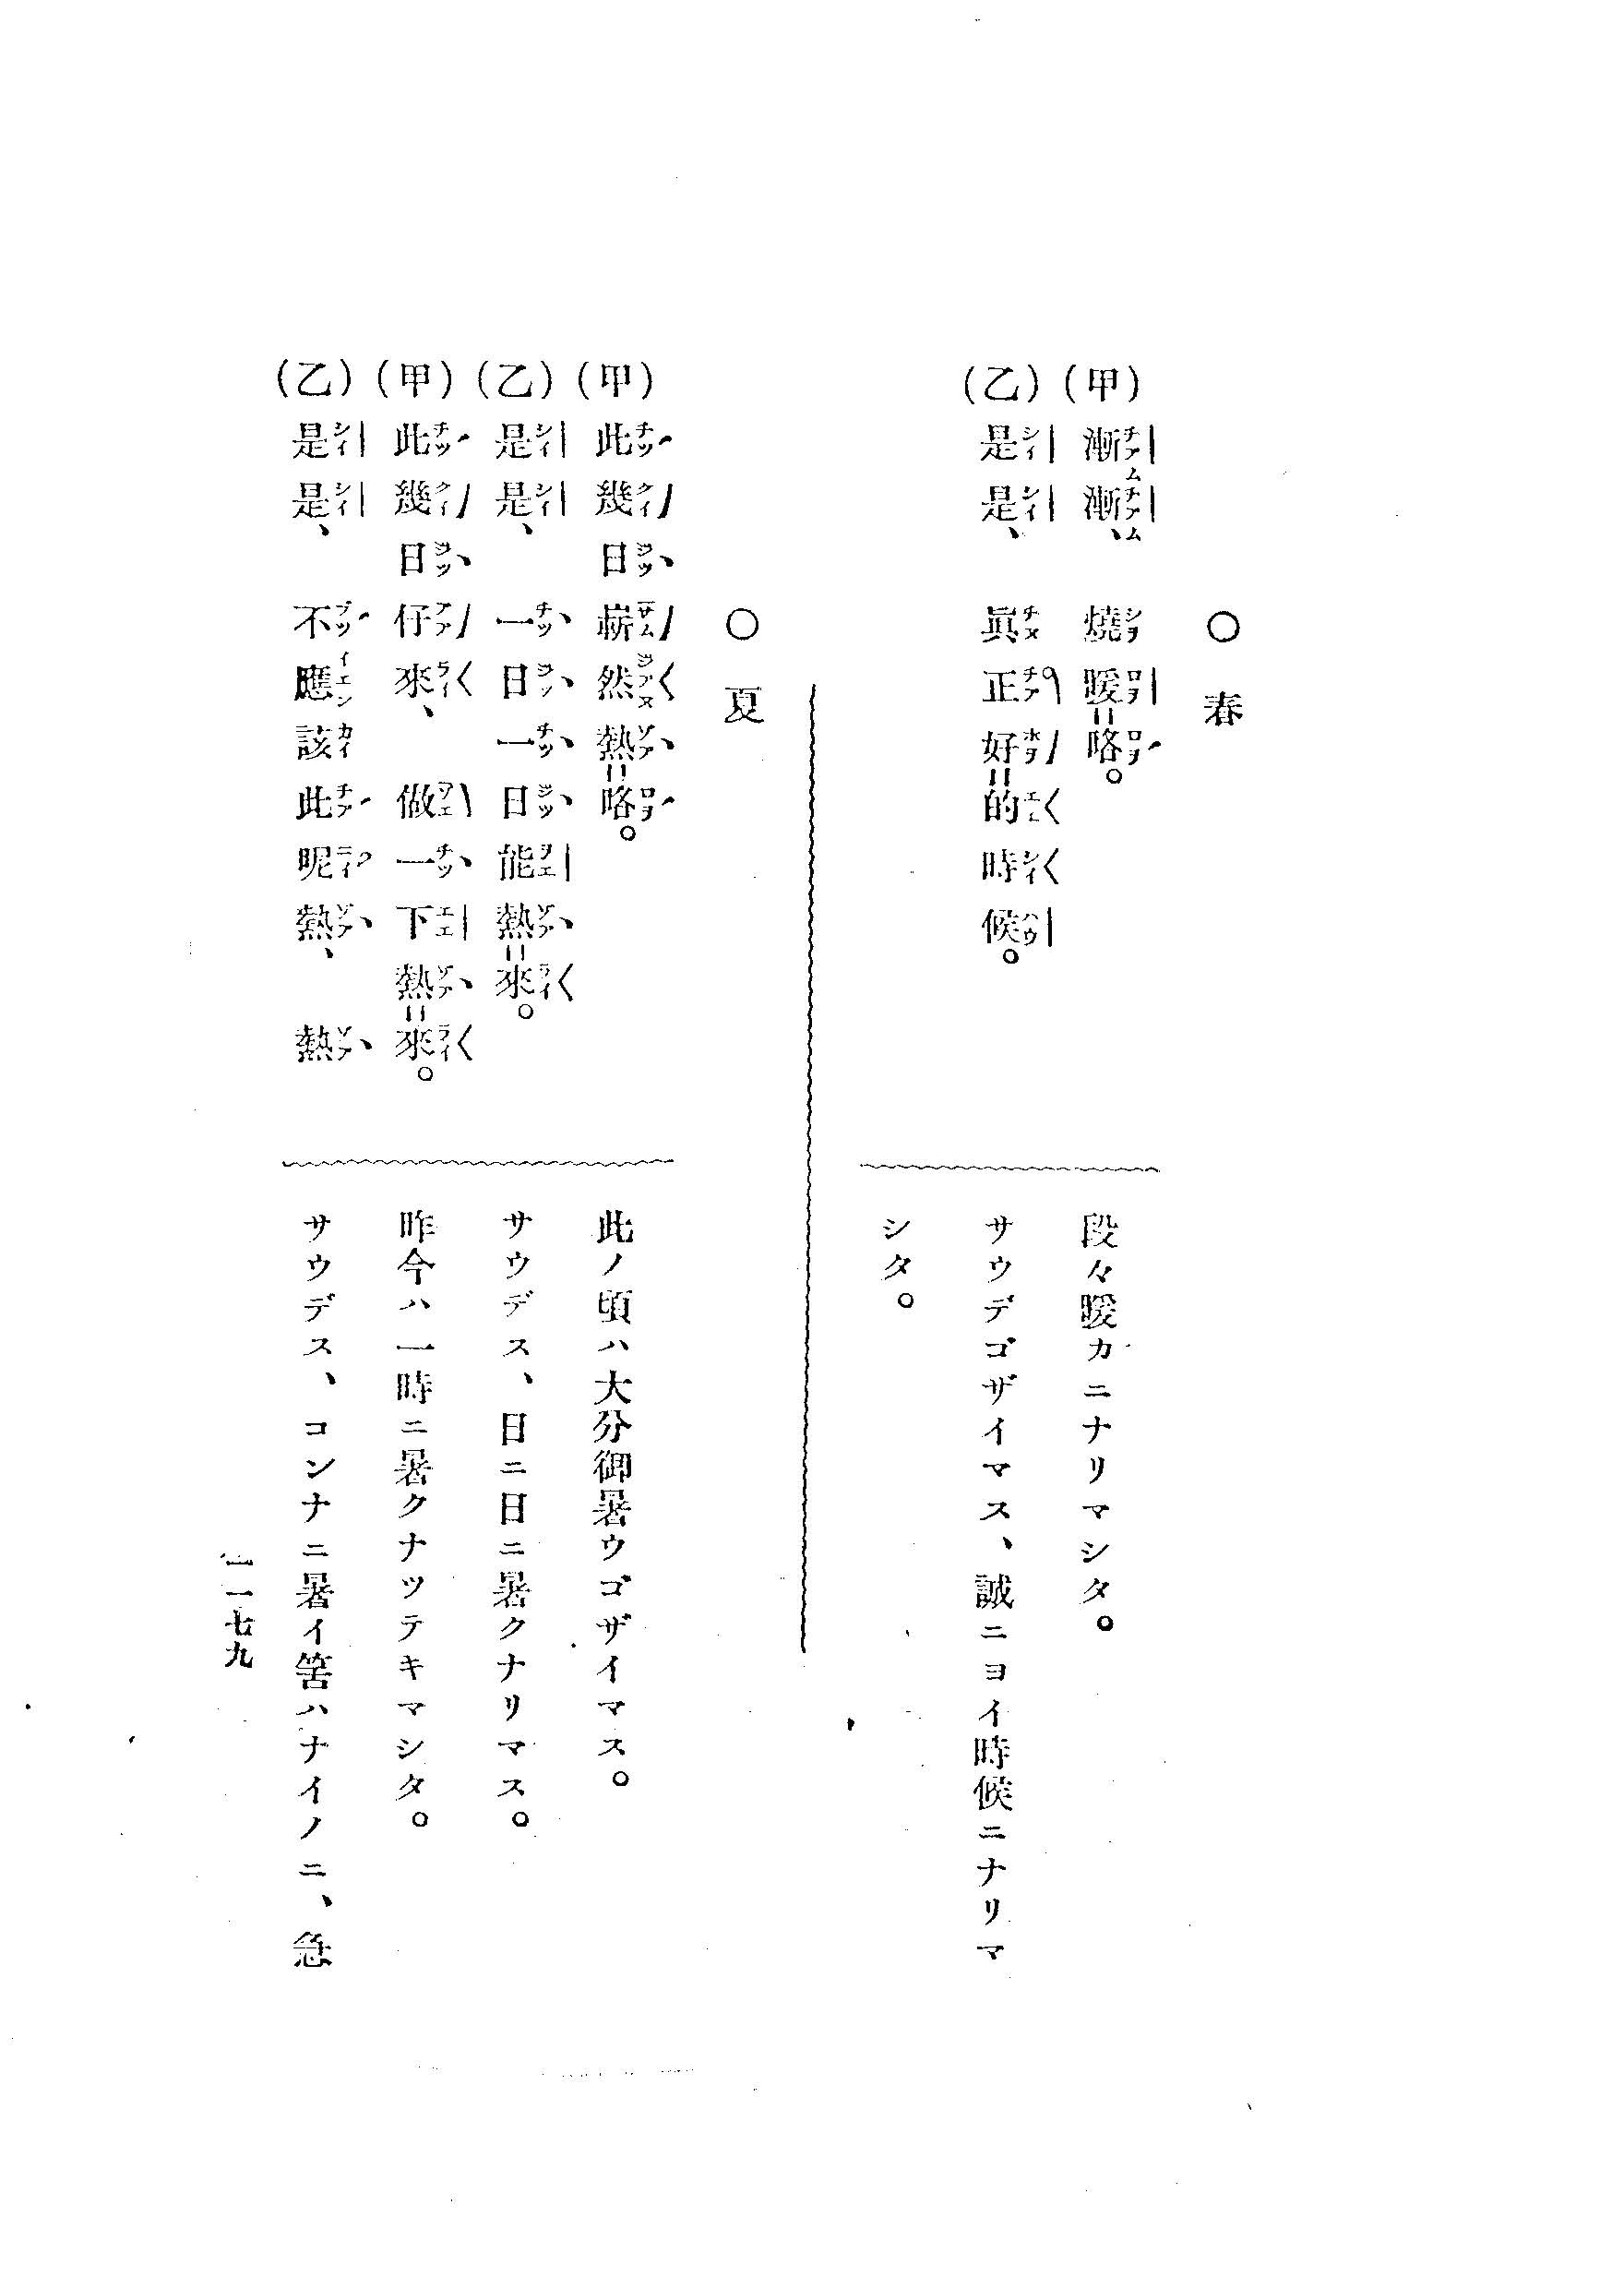 ○春
(甲)漸漸、燒暖=咯。
段々暖カニナリマシタ。
(乙)是是、眞正好=的時候。
サウデゴザイマス、誠ニヨイ時候ニナリマ
シタ。
○夏
(甲)此幾日嶄然熱=咯。
此ノ頃ハ大分御暑ウゴザイマス。
(乙)是是、一日一日能熱=來。
サウデス、日ニ日ニ暑クナリマス。
(甲)此幾日仔來、做一下熱=來。
昨今ハ一時ニ暑クナツテキマシタ。
(乙)是是、不應該此呢熱、熱
サウデス、コンナニ暑イ筈ハナイノニ、急
一七九